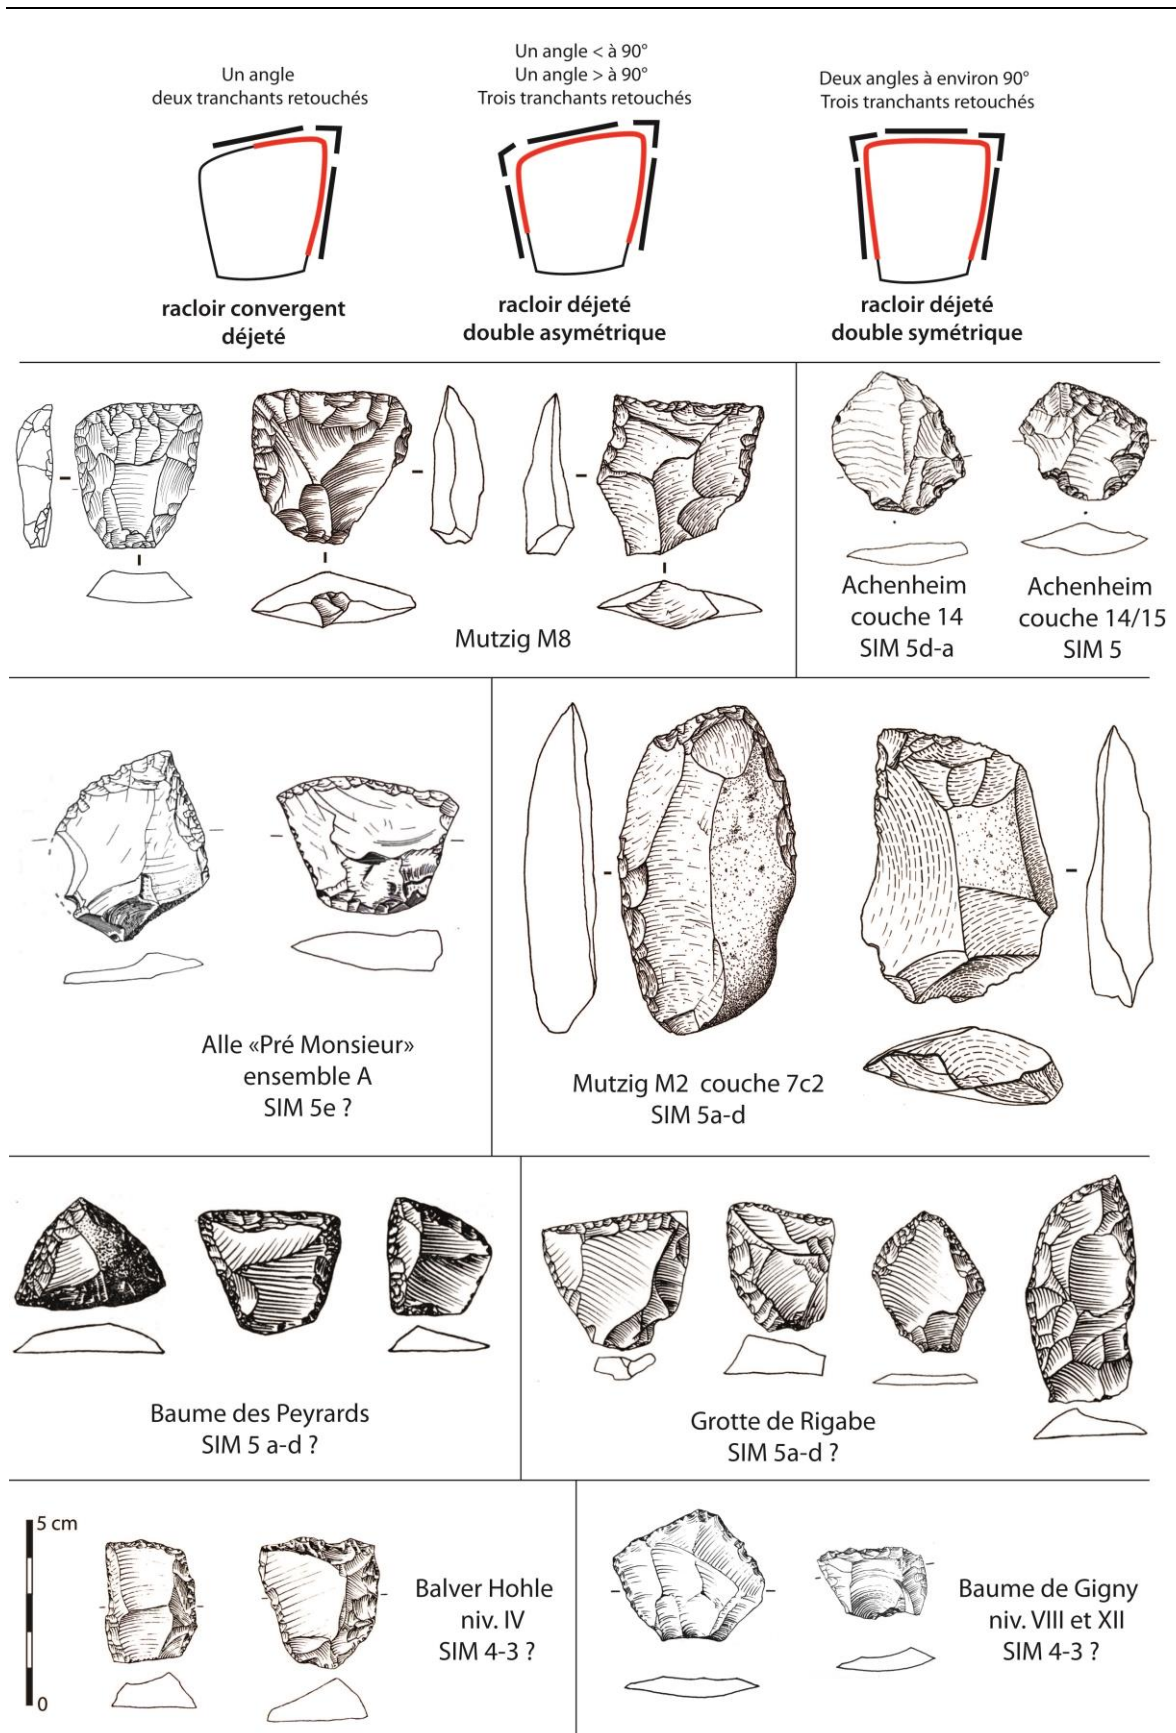 Un angle
deux tranchants retouchés
Un angle < à 90°
Un angle > à 90°
Trois tranchants retouchés
Deux angles à environ 90°
Trois tranchants retouchés
racloir convergent
déjeté
racloir déjeté
double asymétrique
racloir déjeté
double symétrique
Mutzig M8
Achenheim
couche 14
SIM 5d-a
Achenheim
couche 14/15
SIM 5
Alle «Pré Monsieur»
ensemble A
SIM 5e ?
Mutzig M2 couche 7c2
SIM 5a-d
Baume des Peyrards
SIM 5 a-d ?
Grotte de Rigabe
SIM 5a-d ?
5 cm
0
Balver Hohle
niv. IV
SIM 4-3 ?
Baume de Gigny
niv. VIII et XII
SIM 4-3 ?